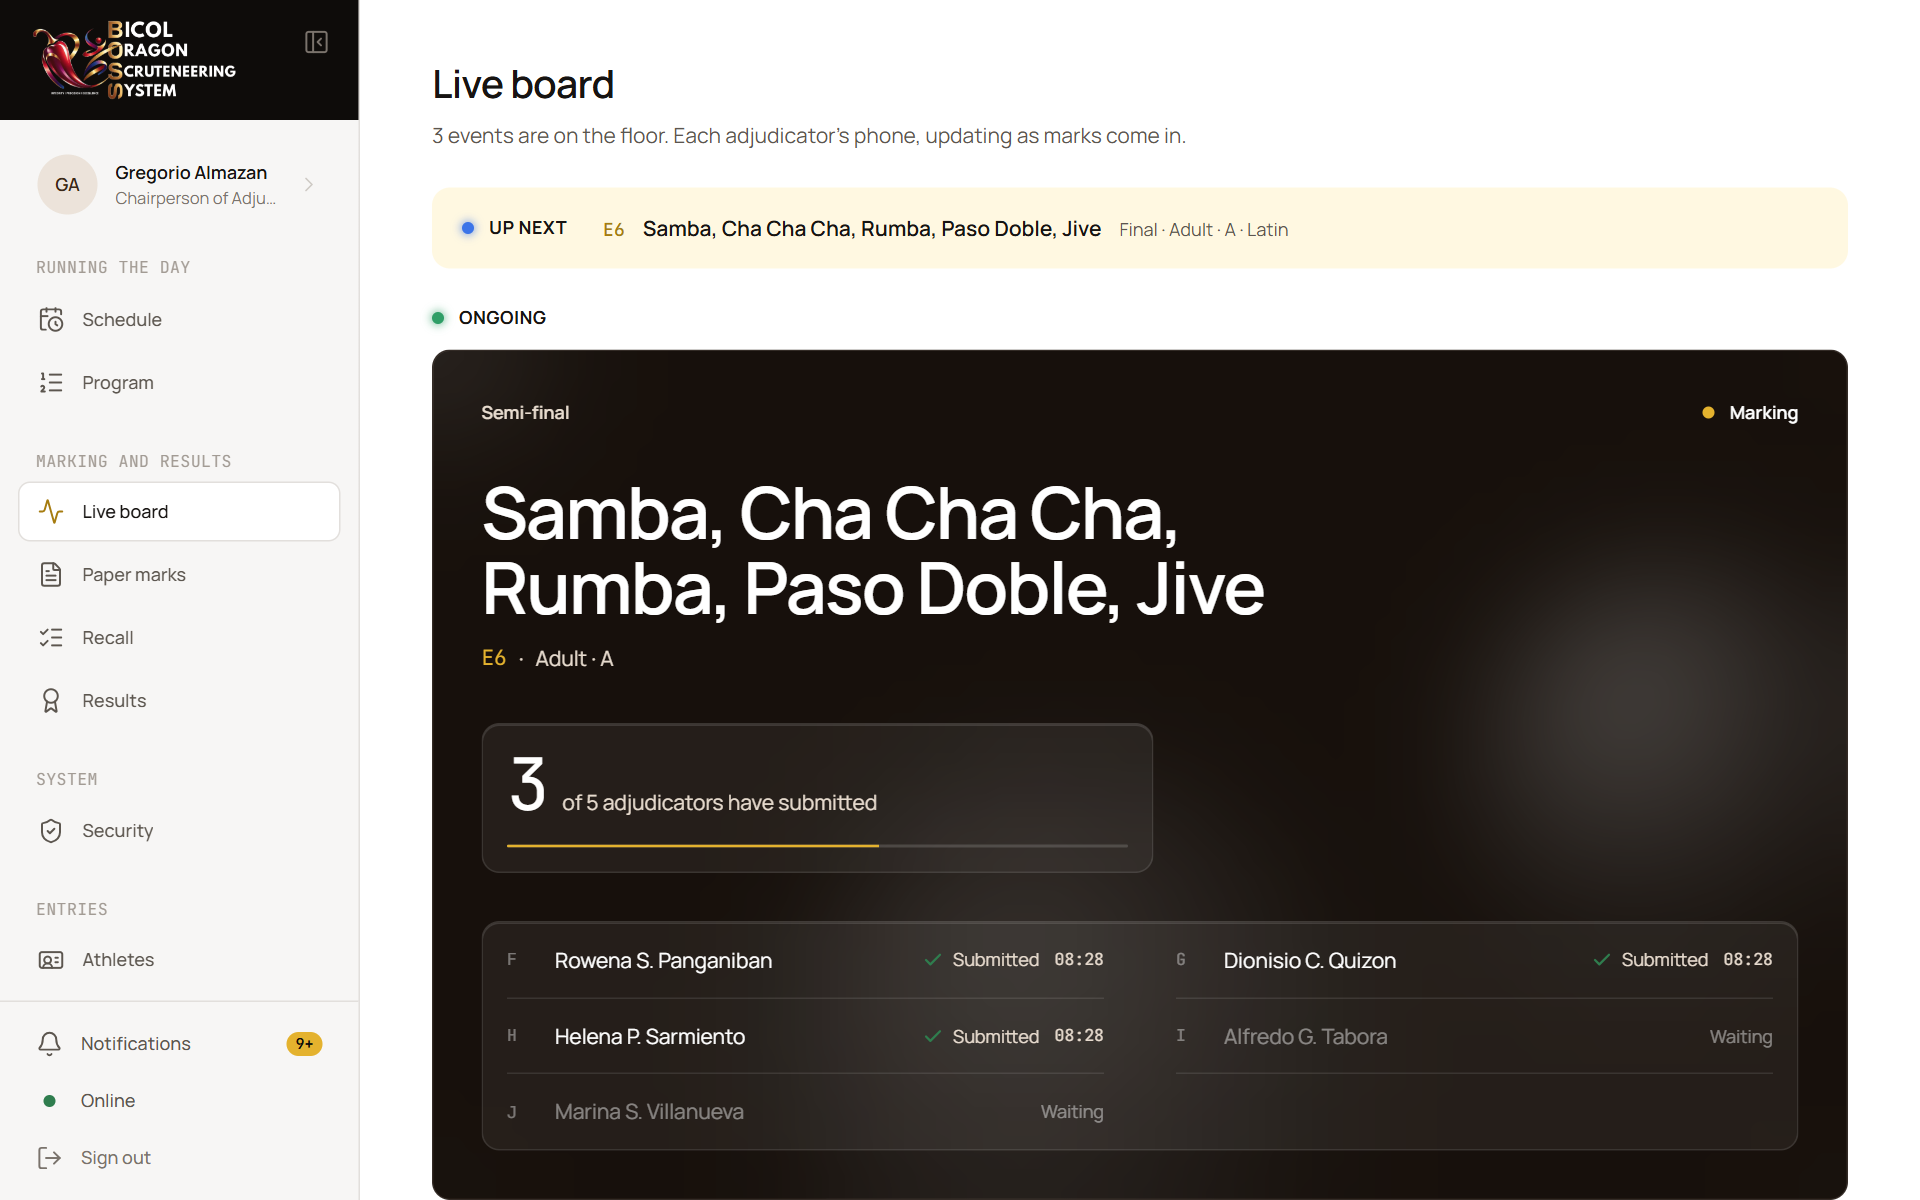 BICOL
DRAGON
SCRUTENEERING
SYSTEM
GA
Gregorio Almazan
Chairperson of Adju...
RUNNING THE DAY
Schedule
Program
MARKING AND RESULTS
Live board
Paper marks
Recall
Results
SYSTEM
Security
ENTRIES
Athletes
Notifications 9+
Online
Sign out
Live board
3 events are on the floor. Each adjudicator's phone, updating as marks come in.
UP NEXT E6 Samba, Cha Cha Cha, Rumba, Paso Doble, Jive Final · Adult · A · Latin
ONGOING
Semi-final Marking
Samba, Cha Cha Cha,
Rumba, Paso Doble, Jive
E6 · Adult · A
3 of 5 adjudicators have submitted
F Rowena S. Panganiban Submitted 08:28
G Dionisio C. Quizon Submitted 08:28
H Helena P. Sarmiento Submitted 08:28
I Alfredo G. Tabora Waiting
J Marina S. Villanueva Waiting